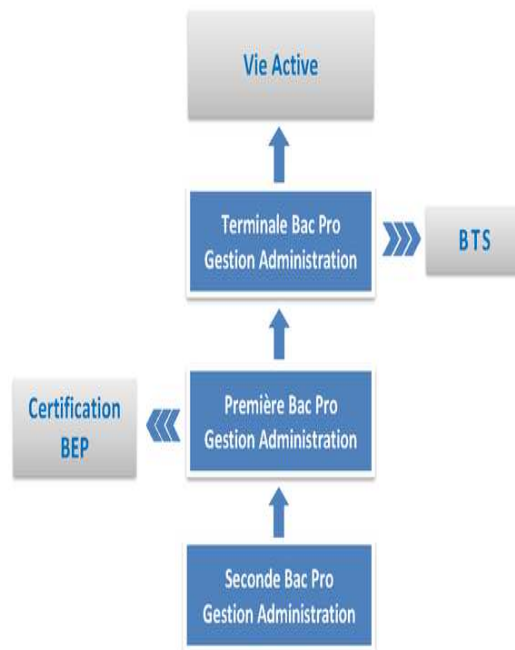 Vie Active
Terminale Bac Pro
Gestion Administration
BTS
Première Bac Pro
Gestion Administration
Certification
BEP
Seconde Bac Pro
Gestion Administration